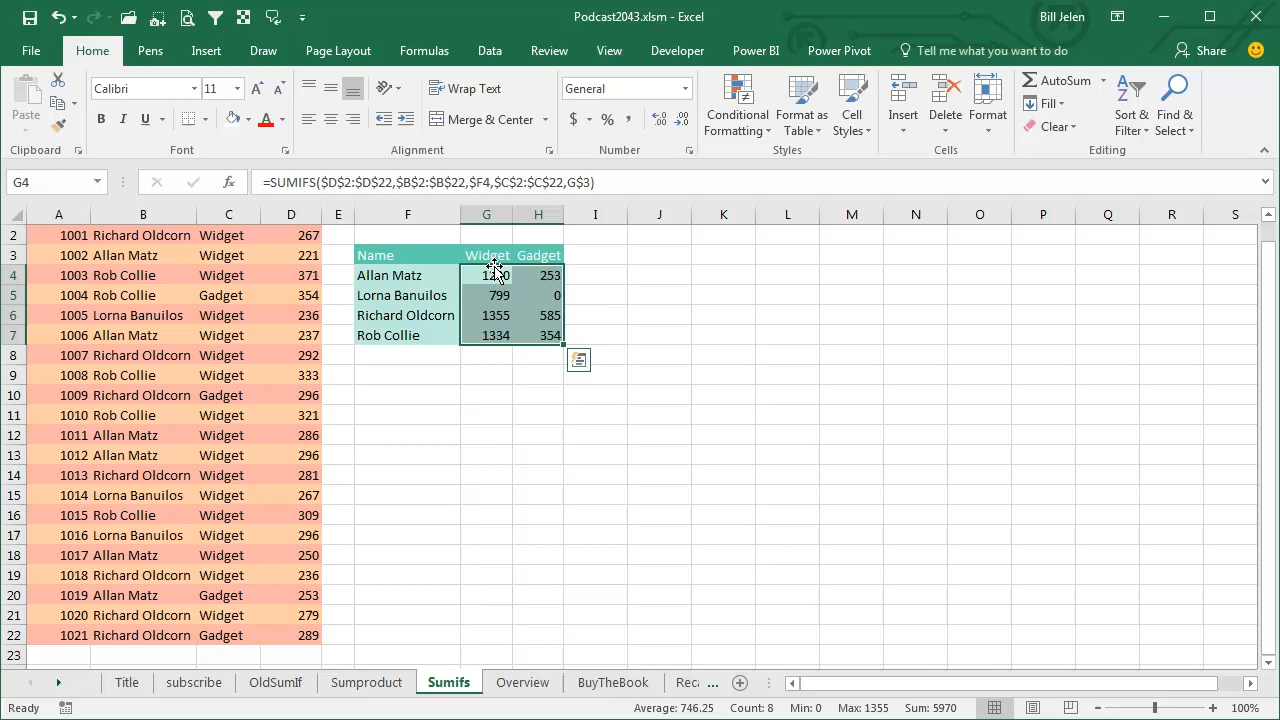 Podcast2043.xlsm - Excel
Bill Jelen
File Home Pens Insert Draw Page Layout Formulas Data Review View Developer Power BI Power Pivot Tell me what you want to do Share
Paste
Calibri 11
B I U
Wrap Text
Merge & Center
General
$ % ,
Conditional Formatting
Format as Table
Cell Styles
Insert Delete Format
AutoSum
Fill
Clear
Sort & Filter
Find & Select
Clipboard Font Alignment Number Styles Cells Editing
G4 fx =SUMIFS($D$2:$D$22,$B$2:$B$22,$F4,$C$2:$C$22,G$3)
A B C D E F G H I J K L M N O P Q R S
2 1001 Richard Oldcorn Widget 267
3 1002 Allan Matz Widget 221 Name Widget Gadget
4 1003 Rob Collie Widget 371 Allan Matz 253
5 1004 Rob Collie Gadget 354 Lorna Banuilos 799 0
6 1005 Lorna Banuilos Widget 236 Richard Oldcorn 1355 585
7 1006 Allan Matz Widget 237 Rob Collie 1334 354
8 1007 Richard Oldcorn Widget 292
9 1008 Rob Collie Widget 333
10 1009 Richard Oldcorn Gadget 296
11 1010 Rob Collie Widget 321
12 1011 Allan Matz Widget 286
13 1012 Allan Matz Widget 296
14 1013 Richard Oldcorn Widget 281
15 1014 Lorna Banuilos Widget 267
16 1015 Rob Collie Widget 309
17 1016 Lorna Banuilos Widget 296
18 1017 Allan Matz Widget 250
19 1018 Richard Oldcorn Widget 236
20 1019 Allan Matz Gadget 253
21 1020 Richard Oldcorn Widget 279
22 1021 Richard Oldcorn Gadget 289
23
Title subscribe OldSumIf Sumproduct Sumifs Overview BuyTheBook Reca ...
Ready Average: 746.25 Count: 8 Min: 0 Max: 1355 Sum: 5970 100%